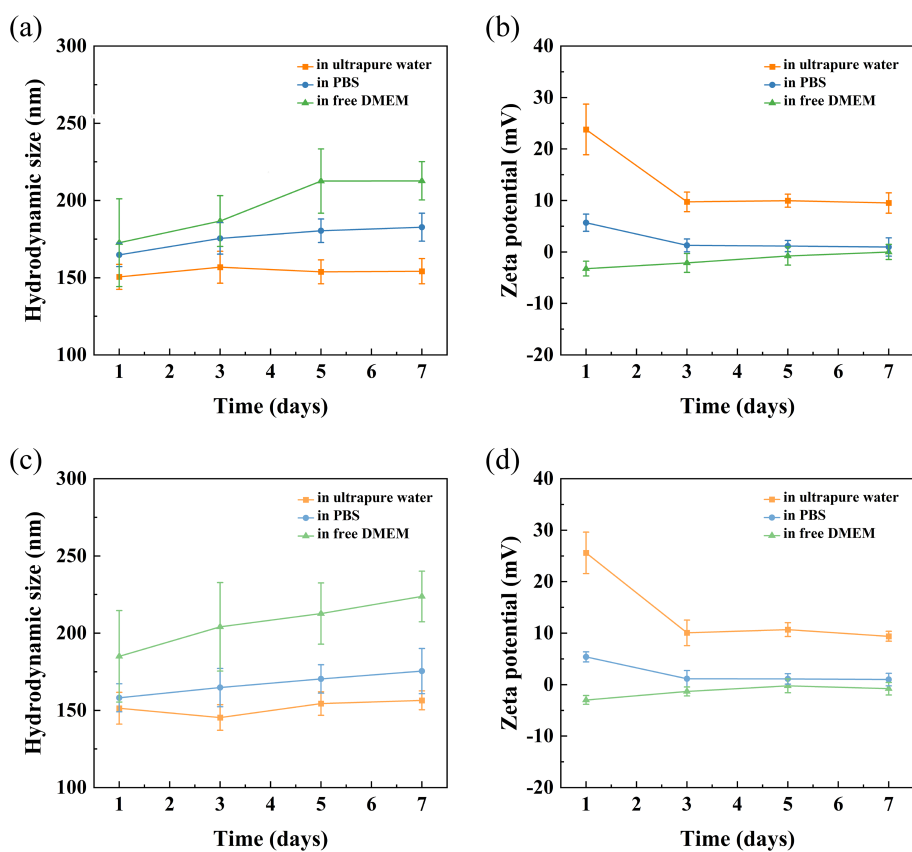 (a)
300
250
200
150
100
Hydrodynamic size (nm)
in ultrapure water
in PBS
in free DMEM
1 2 3 4 5 6 7
Time (days)
(b)
40
30
20
10
0
-10
-20
Zeta potential (mV)
in ultrapure water
in PBS
in free DMEM
1 2 3 4 5 6 7
Time (days)
(c)
300
250
200
150
100
Hydrodynamic size (nm)
in ultrapure water
in PBS
in free DMEM
1 2 3 4 5 6 7
Time (days)
(d)
40
30
20
10
0
-10
-20
Zeta potential (mV)
in ultrapure water
in PBS
in free DMEM
1 2 3 4 5 6 7
Time (days)